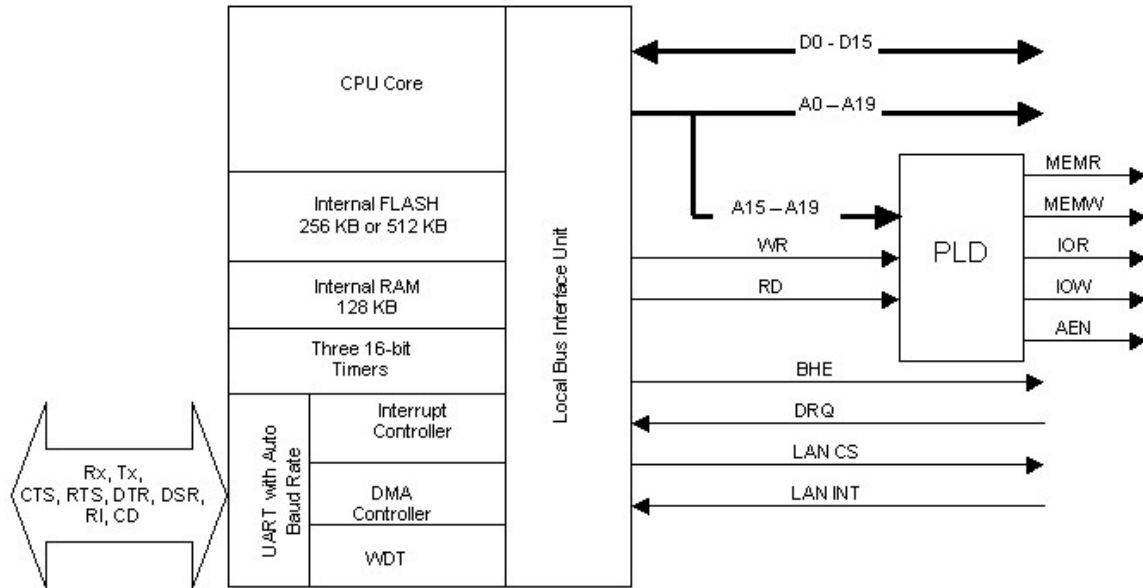 CPU Core
Internal FLASH
256 KB or 512 KB
Internal RAM
128 KB
Three 16-bit
Timers
UART with Auto
Baud Rate
Interrupt
Controller
DMA
Controller
WDT
Local Bus Interface Unit
Rx, Tx,
CTS, RTS, DTR, DSR,
RI, CD
D0 - D15
A0 – A19
A15 – A19
WR
RD
PLD
MEMR
MEMW
IOR
IOW
AEN
BHE
DRQ
LAN CS
LAN INT